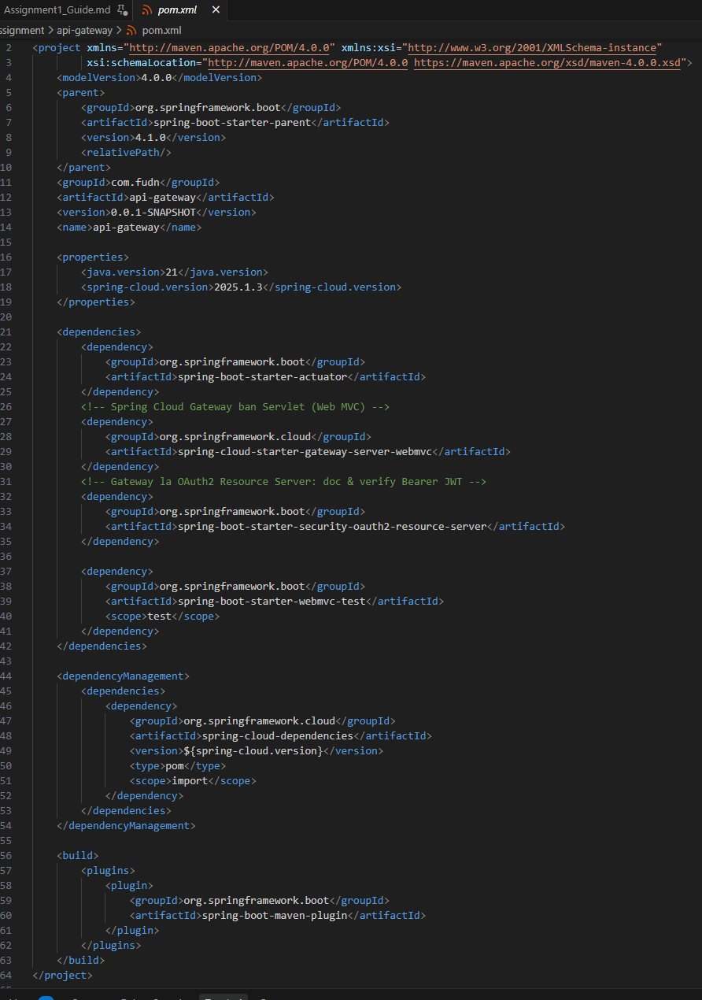 Assignment1_Guide.md pom.xml ×
ssignment > api-gateway > pom.xml
2 <project xmlns="http://maven.apache.org/POM/4.0.0" xmlns:xsi="http://www.w3.org/2001/XMLSchema-instance"
3 xsi:schemaLocation="http://maven.apache.org/POM/4.0.0 https://maven.apache.org/xsd/maven-4.0.0.xsd">
4 <modelVersion>4.0.0</modelVersion>
5 <parent>
6 <groupId>org.springframework.boot</groupId>
7 <artifactId>spring-boot-starter-parent</artifactId>
8 <version>4.1.0</version>
9 <relativePath/>
10 </parent>
11 <groupId>com.fudn</groupId>
12 <artifactId>api-gateway</artifactId>
13 <version>0.0.1-SNAPSHOT</version>
14 <name>api-gateway</name>
15
16 <properties>
17 <java.version>21</java.version>
18 <spring-cloud.version>2025.1.3</spring-cloud.version>
19 </properties>
20
21 <dependencies>
22 <dependency>
23 <groupId>org.springframework.boot</groupId>
24 <artifactId>spring-boot-starter-actuator</artifactId>
25 </dependency>
26 <!-- Spring Cloud Gateway ban Servlet (Web MVC) -->
27 <dependency>
28 <groupId>org.springframework.cloud</groupId>
29 <artifactId>spring-cloud-starter-gateway-server-webmvc</artifactId>
30 </dependency>
31 <!-- Gateway la OAuth2 Resource Server: doc & verify Bearer JWT -->
32 <dependency>
33 <groupId>org.springframework.boot</groupId>
34 <artifactId>spring-boot-starter-security-oauth2-resource-server</artifactId>
35 </dependency>
36
37 <dependency>
38 <groupId>org.springframework.boot</groupId>
39 <artifactId>spring-boot-starter-webmvc-test</artifactId>
40 <scope>test</scope>
41 </dependency>
42 </dependencies>
43
44 <dependencyManagement>
45 <dependencies>
46 <dependency>
47 <groupId>org.springframework.cloud</groupId>
48 <artifactId>spring-cloud-dependencies</artifactId>
49 <version>${spring-cloud.version}</version>
50 <type>pom</type>
51 <scope>import</scope>
52 </dependency>
53 </dependencies>
54 </dependencyManagement>
55
56 <build>
57 <plugins>
58 <plugin>
59 <groupId>org.springframework.boot</groupId>
60 <artifactId>spring-boot-maven-plugin</artifactId>
61 </plugin>
62 </plugins>
63 </build>
64 </project>